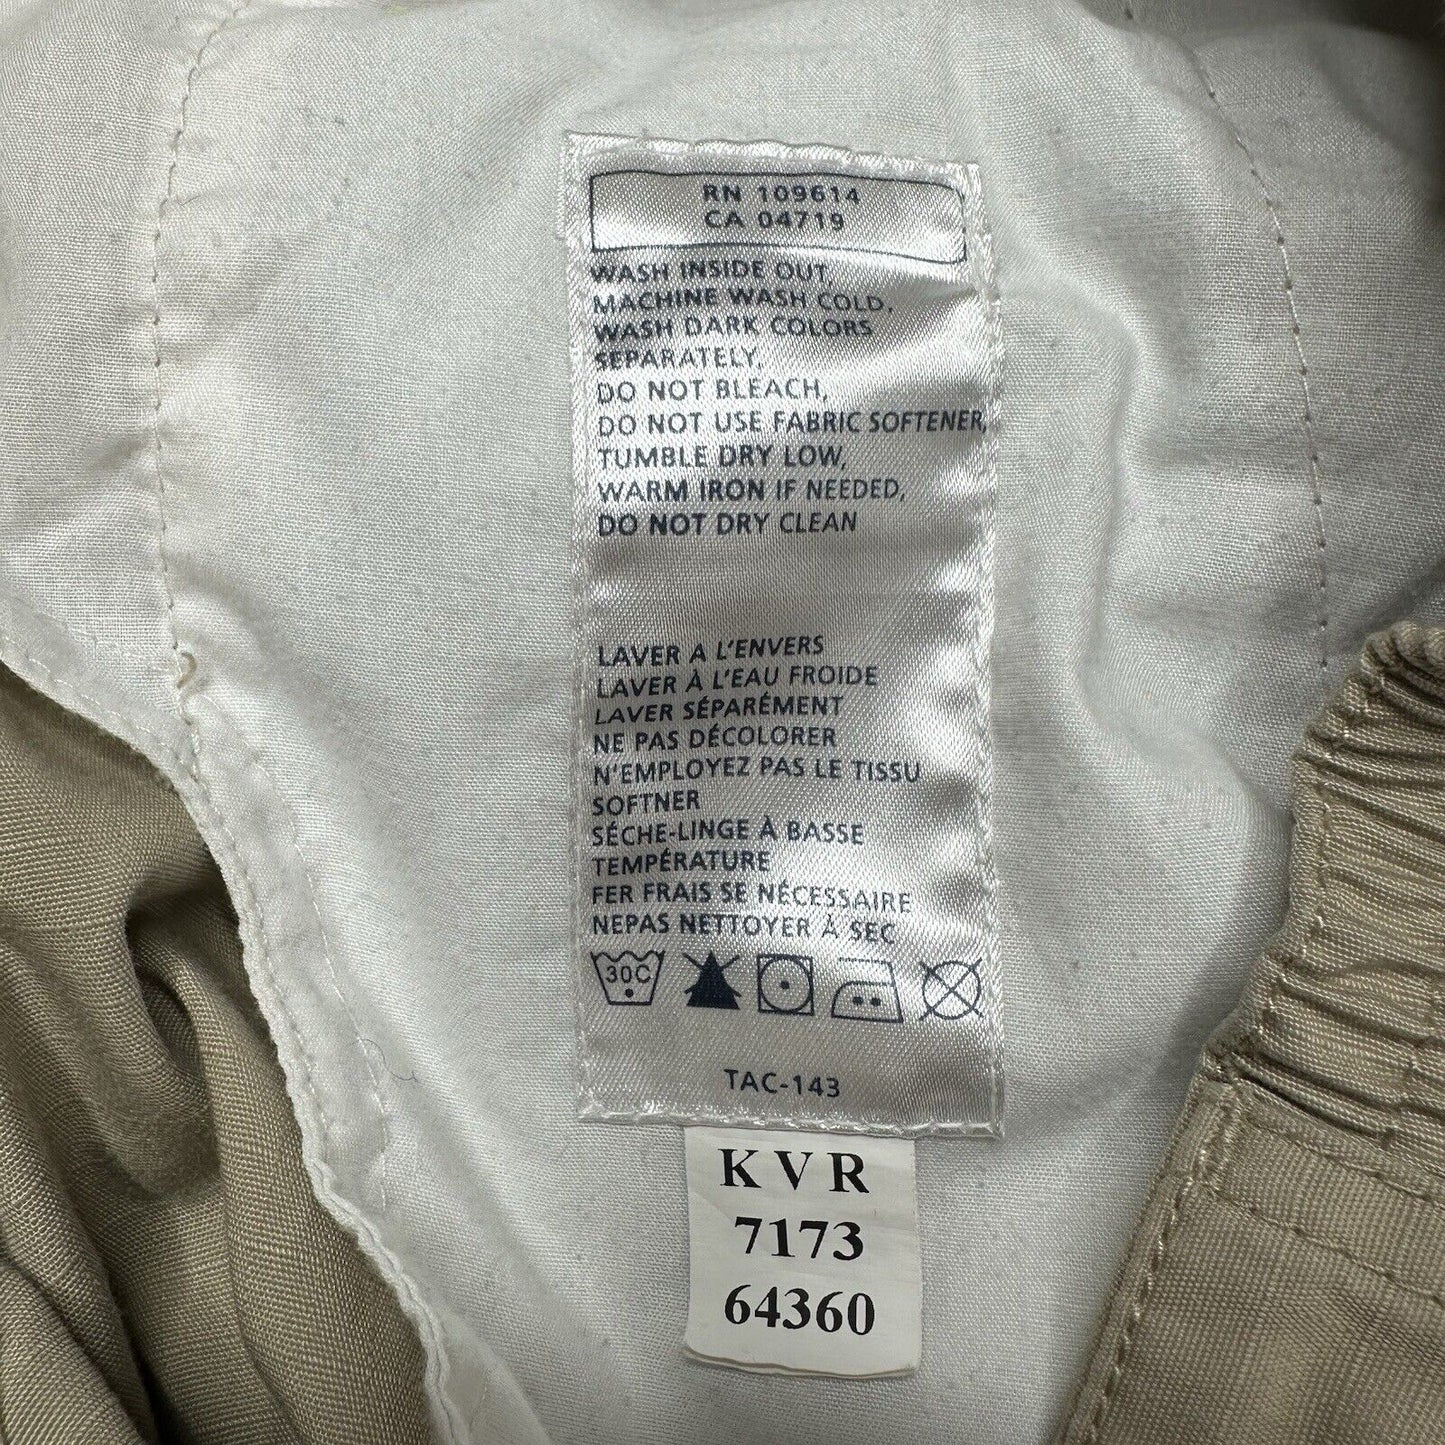 RN 109614
CA 04719
WASH INSIDE OUT,
MACHINE WASH COLD,
WASH DARK COLORS
SEPARATELY,
DO NOT BLEACH,
DO NOT USE FABRIC SOFTENER,
TUMBLE DRY LOW,
WARM IRON IF NEEDED,
DO NOT DRY CLEAN
LAVER A L'ENVERS
LAVER À L'EAU FROIDE
LAVER SÉPARÉMENT
NE PAS DÉCOLORER
N'EMPLOYEZ PAS LE TISSU
SOFTNER
SÉCHE-LINGE À BASSE
TEMPÉRATURE
FER FRAIS SE NÉCESSAIRE
NEPAS NETTOYER À SEC
30C
TAC-143
KVR
7173
64360